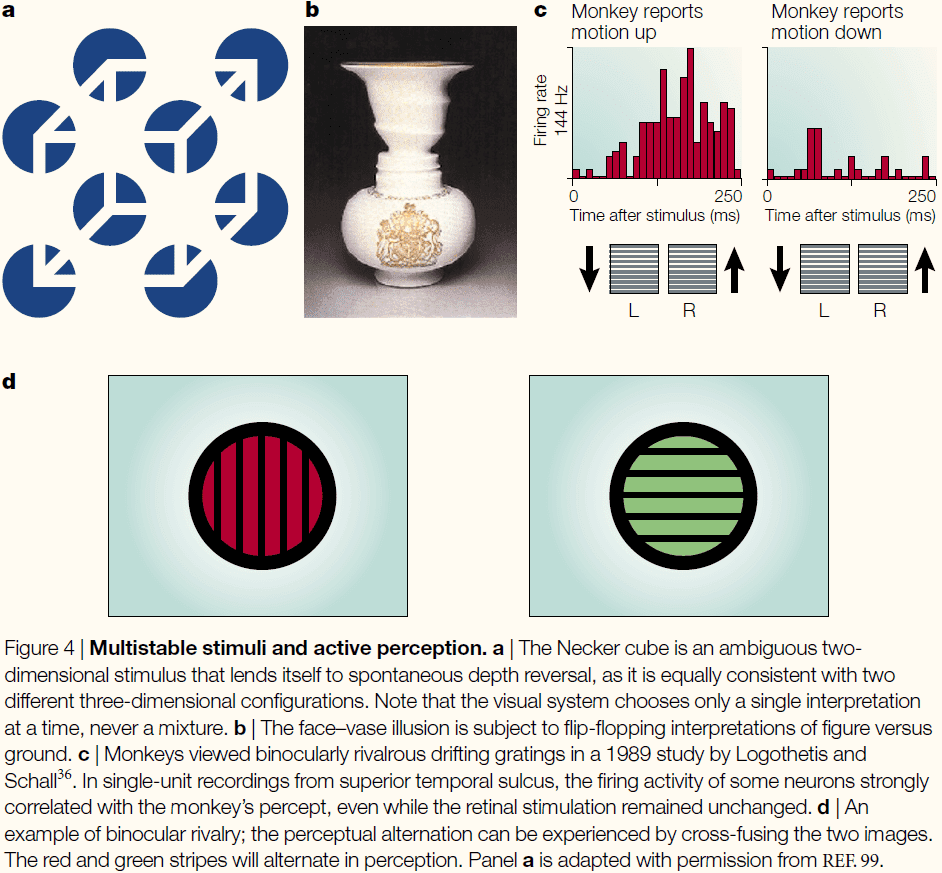 a
b
c
Monkey reports
motion up
Monkey reports
motion down
Firing rate
144 Hz
0
250
Time after stimulus (ms)
0
250
Time after stimulus (ms)
L
R
L
R
d
Figure 4 | Multistable stimuli and active perception. a | The Necker cube is an ambiguous two-
dimensional stimulus that lends itself to spontaneous depth reversal, as it is equally consistent with two
different three-dimensional configurations. Note that the visual system chooses only a single interpretation
at a time, never a mixture. b | The face–vase illusion is subject to flip-flopping interpretations of figure versus
ground. c | Monkeys viewed binocularly rivalrous drifting gratings in a 1989 study by Logothetis and
Schall36. In single-unit recordings from superior temporal sulcus, the firing activity of some neurons strongly
correlated with the monkey's percept, even while the retinal stimulation remained unchanged. d | An
example of binocular rivalry; the perceptual alternation can be experienced by cross-fusing the two images.
The red and green stripes will alternate in perception. Panel a is adapted with permission from REF. 99.